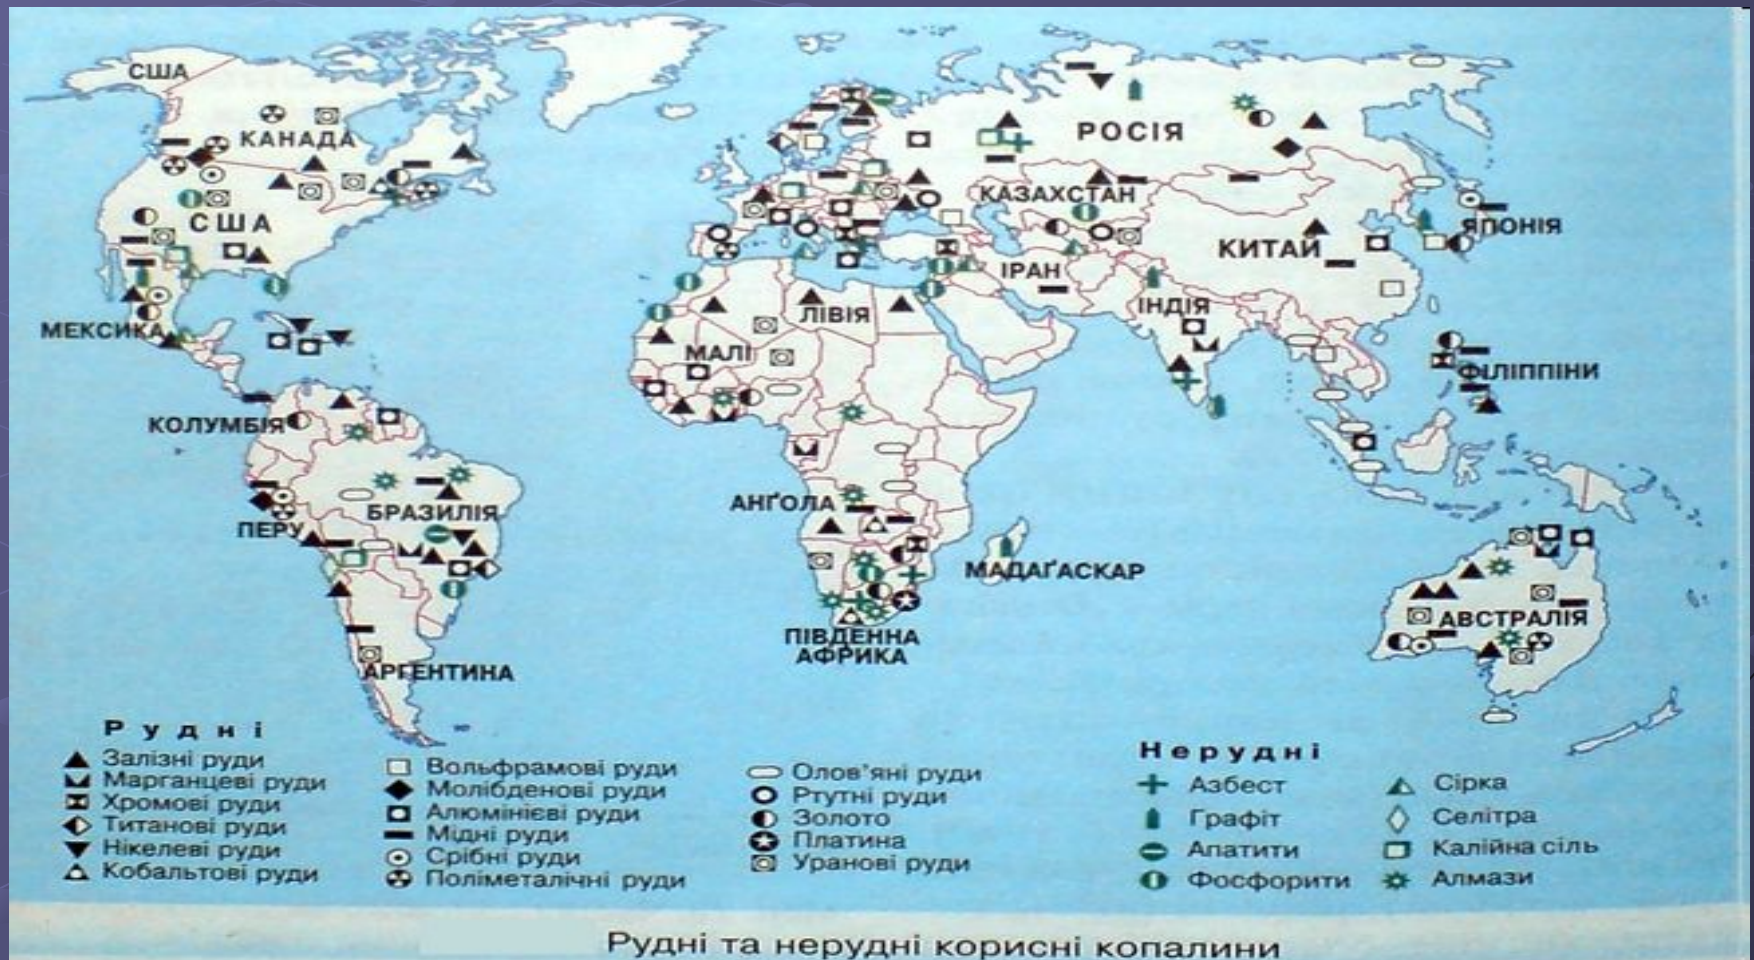 США
КАНАДА
США
МЕКСИКА
КОЛУМБІЯ
ПЕРУ
БРАЗИЛІЯ
АРГЕНТИНА
РОСІЯ
КАЗАХСТАН
ЯПОНІЯ
КИТАЙ
ІРАН
ІНДІЯ
ЛІВІЯ
МАЛІ
ФІЛІППІНИ
АНҐОЛА
МАДАҐАСКАР
ПІВДЕННА
АФРИКА
АВСТРАЛІЯ
Рудні
Залізні руди
Марганцеві руди
Хромові руди
Титанові руди
Нікелеві руди
Кобальтові руди
Вольфрамові руди
Молібденові руди
Алюмінієві руди
Мідні руди
Срібні руди
Поліметалічні руди
Олов'яні руди
Ртутні руди
Золото
Платина
Уранові руди
Нерудні
Азбест
Графіт
Апатити
Фосфорити
Сірка
Селітра
Калійна сіль
Алмази
Рудні та нерудні корисні копалини